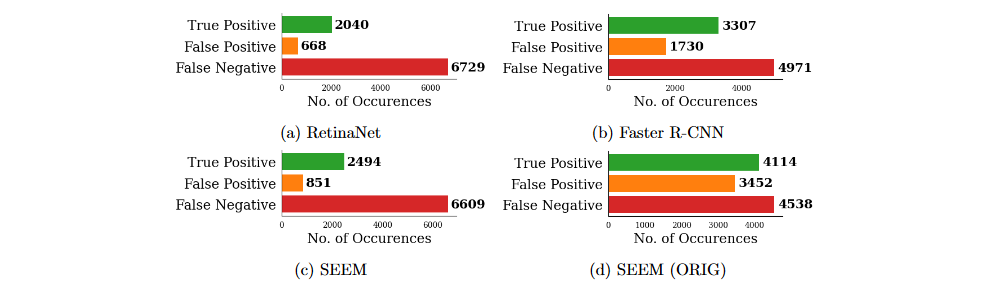 True Positive 2040
False Positive 668
False Negative 6729
0 2000 4000 6000
No. of Occurences
(a) RetinaNet
True Positive 3307
False Positive 1730
False Negative 4971
0 2000 4000
No. of Occurences
(b) Faster R-CNN
True Positive 2494
False Positive 851
False Negative 6609
0 2000 4000 6000
No. of Occurences
(c) SEEM
True Positive 4114
False Positive 3452
False Negative 4538
0 1000 2000 3000 4000
No. of Occurences
(d) SEEM (ORIG)